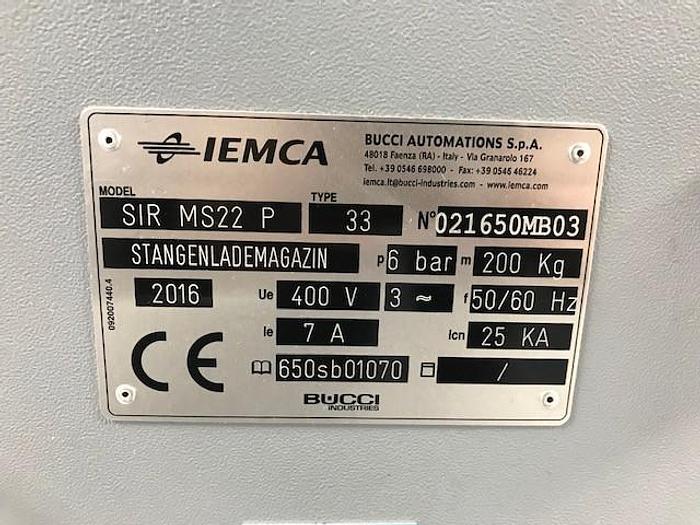 IEMCA
BUCCI AUTOMATIONS S.p.A.
48018 Faenza (RA) - Italy - Via Granarolo 167
Tel. +39 0546 698000 - Fax: +39 0546 46224
iemca.it@bucci-industries.com - www.iemca.com
MODEL TYPE
SIR MS22 P 33 N° 021650MB03
STANGENLADEMAGAZIN p 6 bar m 200 Kg
2016 Ue 400 V 3 ≂ f 50/60 Hz
Ie 7 A Icn 25 KA
CE 650sb01070 /
BUCCI
INDUSTRIES
092007440.4